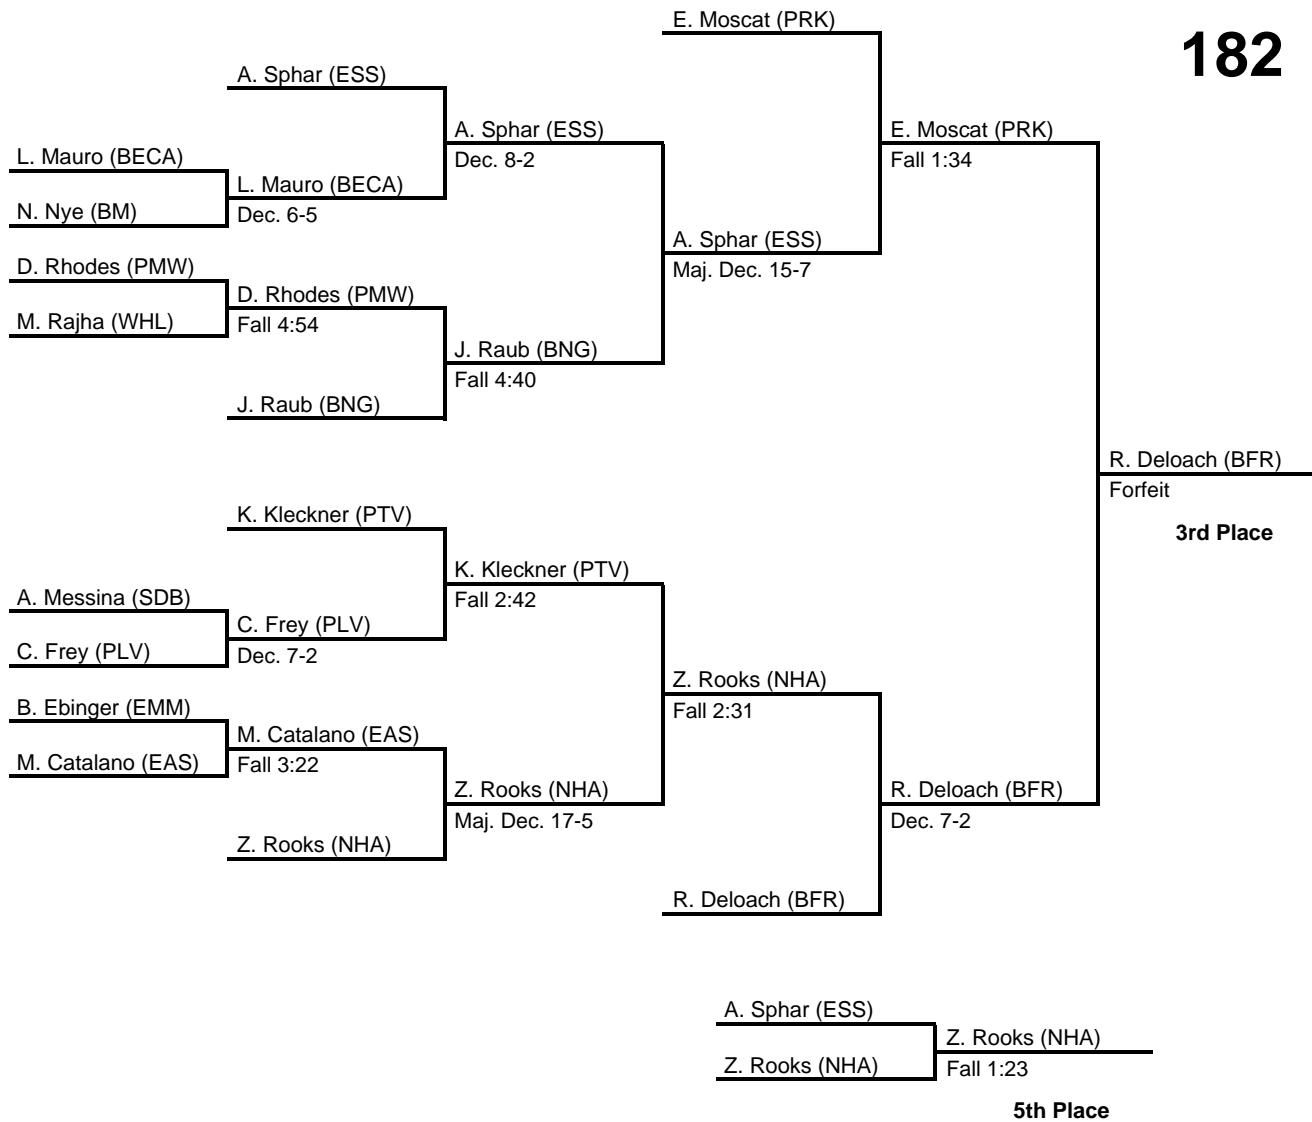 E. Moscat (PRK)
182
A. Sphar (ESS)
A. Sphar (ESS)
Dec. 8-2
E. Moscat (PRK)
Fall 1:34
L. Mauro (BECA)
L. Mauro (BECA)
Dec. 6-5
N. Nye (BM)
A. Sphar (ESS)
Maj. Dec. 15-7
D. Rhodes (PMW)
D. Rhodes (PMW)
Fall 4:54
M. Rajha (WHL)
J. Raub (BNG)
Fall 4:40
J. Raub (BNG)
R. Deloach (BFR)
Forfeit
3rd Place
K. Kleckner (PTV)
K. Kleckner (PTV)
Fall 2:42
A. Messina (SDB)
C. Frey (PLV)
Dec. 7-2
C. Frey (PLV)
Z. Rooks (NHA)
Fall 2:31
B. Ebinger (EMM)
M. Catalano (EAS)
Fall 3:22
M. Catalano (EAS)
Z. Rooks (NHA)
Maj. Dec. 17-5
R. Deloach (BFR)
Dec. 7-2
Z. Rooks (NHA)
R. Deloach (BFR)
A. Sphar (ESS)
Z. Rooks (NHA)
Fall 1:23
Z. Rooks (NHA)
5th Place